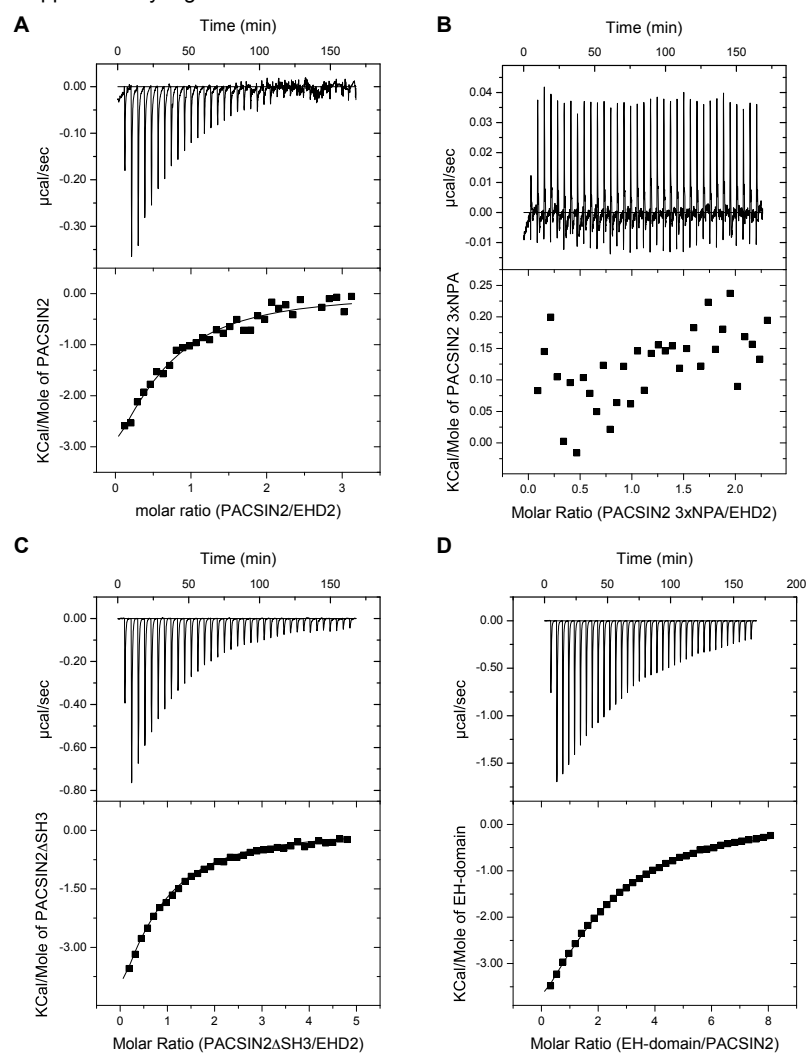 A
Time (min)
0 50 100 150
0.00
-0.10
-0.20
-0.30
µcal/sec
0.00
-1.00
-2.00
-3.00
KCal/Mole of PACSIN2
0 1 2 3
molar ratio (PACSIN2/EHD2)
B
Time (min)
0 50 100 150
0.04
0.03
0.02
0.01
0.00
-0.01
µcal/sec
0.25
0.20
0.15
0.10
0.05
0.00
KCal/Mole of PACSIN2 3xNPA
0.0 0.5 1.0 1.5 2.0
Molar Ratio (PACSIN2 3xNPA/EHD2)
C
Time (min)
0 50 100 150
0.00
-0.20
-0.40
-0.60
-0.80
µcal/sec
0.00
-1.50
-3.00
KCal/Mole of PACSIN2ΔSH3
0 1 2 3 4 5
Molar Ratio (PACSIN2ΔSH3/EHD2)
D
Time (min)
0 50 100 150 200
0.00
-0.50
-1.00
-1.50
µcal/sec
0.00
-1.00
-2.00
-3.00
KCal/Mole of EH-domain
0 2 4 6 8
Molar Ratio (EH-domain/PACSIN2)